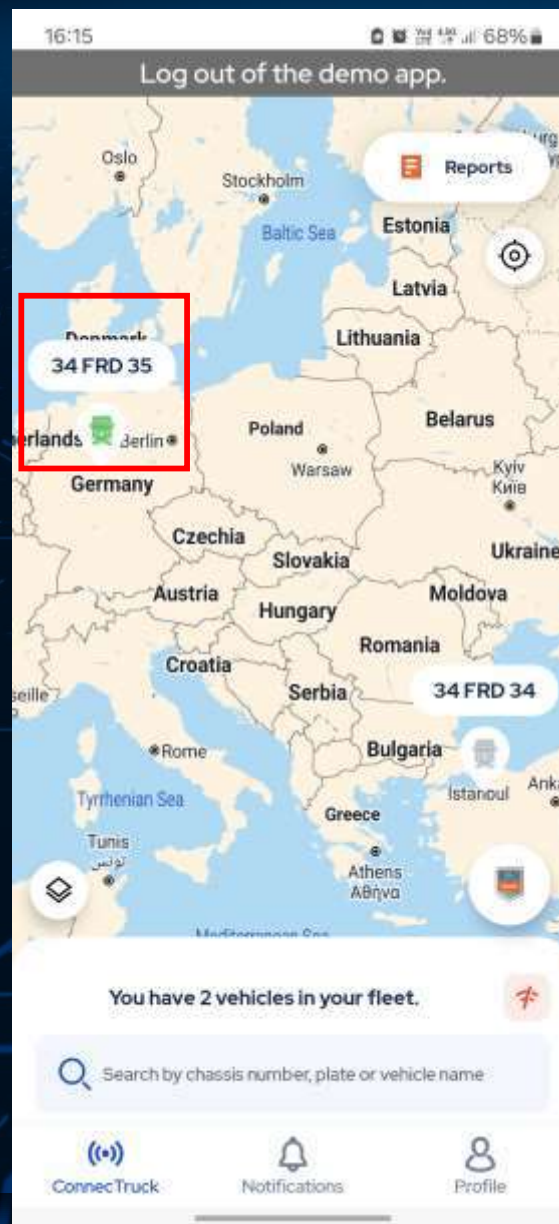 16:15
68%
Log out of the demo app.
Oslo
Stockholm
Reports
Baltic Sea
Estonia
Latvia
Denmark
Lithuania
34 FRD 35
Belarus
erlands
Berlin
Poland
Warsaw
Germany
Kyiv
Київ
Czechia
Ukraine
Slovakia
Austria
Moldova
Hungary
Romania
Croatia
Serbia
34 FRD 34
seille
Rome
Bulgaria
Istanbul
Anka
Tyrrhenian Sea
Greece
Tunis
تونس
Athens
Αθήνα
Mediterranean Sea
You have 2 vehicles in your fleet.
Search by chassis number, plate or vehicle name
ConnecTruck
Notifications
Profile